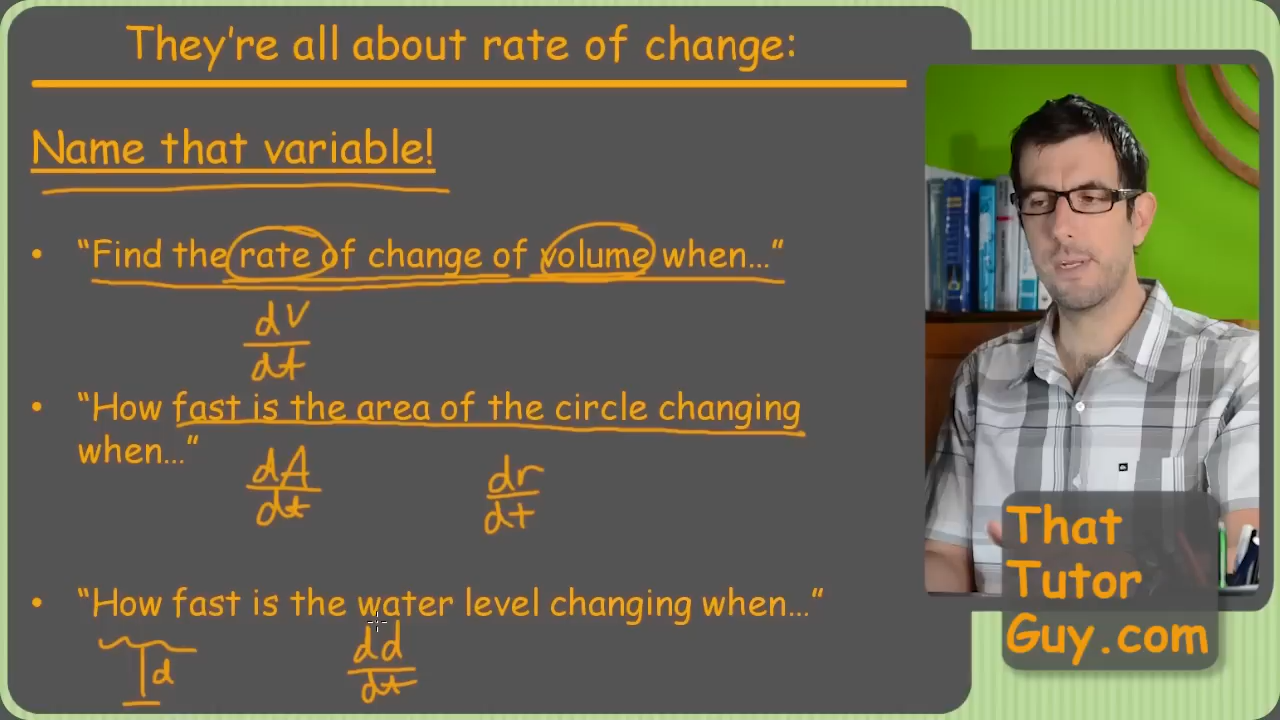 They’re all about rate of change:
Name that variable!
• “Find the rate of change of volume when…”
dV
dt
• “How fast is the area of the circle changing
when…”
dA
dt
dr
dt
• “How fast is the water level changing when…”
d
dd
dt
That
Tutor
Guy.com